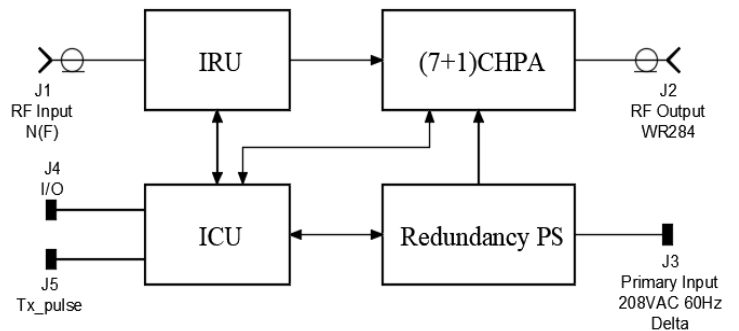 IRU
(7+1)CHPA
J1
RF Input
N(F)
J2
RF Output
WR284
J4
I/O
ICU
Redundancy PS
J5
Tx_pulse
J3
Primary Input
208VAC 60Hz
Delta